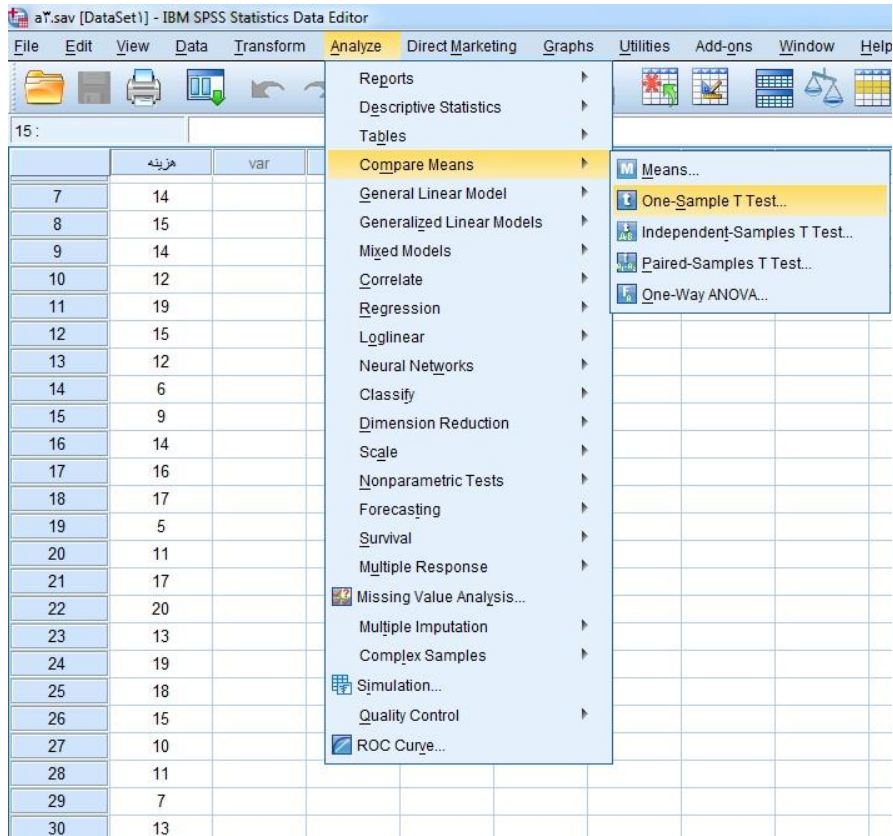 a۳.sav [DataSet۱] - IBM SPSS Statistics Data Editor
File Edit View Data Transform Analyze Direct Marketing Graphs Utilities Add-ons Window Help
15 :
هزینه var
7 14
8 15
9 14
10 12
11 19
12 15
13 12
14 6
15 9
16 14
17 16
18 17
19 5
20 11
21 17
22 20
23 13
24 19
25 18
26 15
27 10
28 11
29 7
30 13
Reports
Descriptive Statistics
Tables
Compare Means
General Linear Model
Generalized Linear Models
Mixed Models
Correlate
Regression
Loglinear
Neural Networks
Classify
Dimension Reduction
Scale
Nonparametric Tests
Forecasting
Survival
Multiple Response
Missing Value Analysis...
Multiple Imputation
Complex Samples
Simulation...
Quality Control
ROC Curve...
Means...
One-Sample T Test...
Independent-Samples T Test...
Paired-Samples T Test...
One-Way ANOVA...